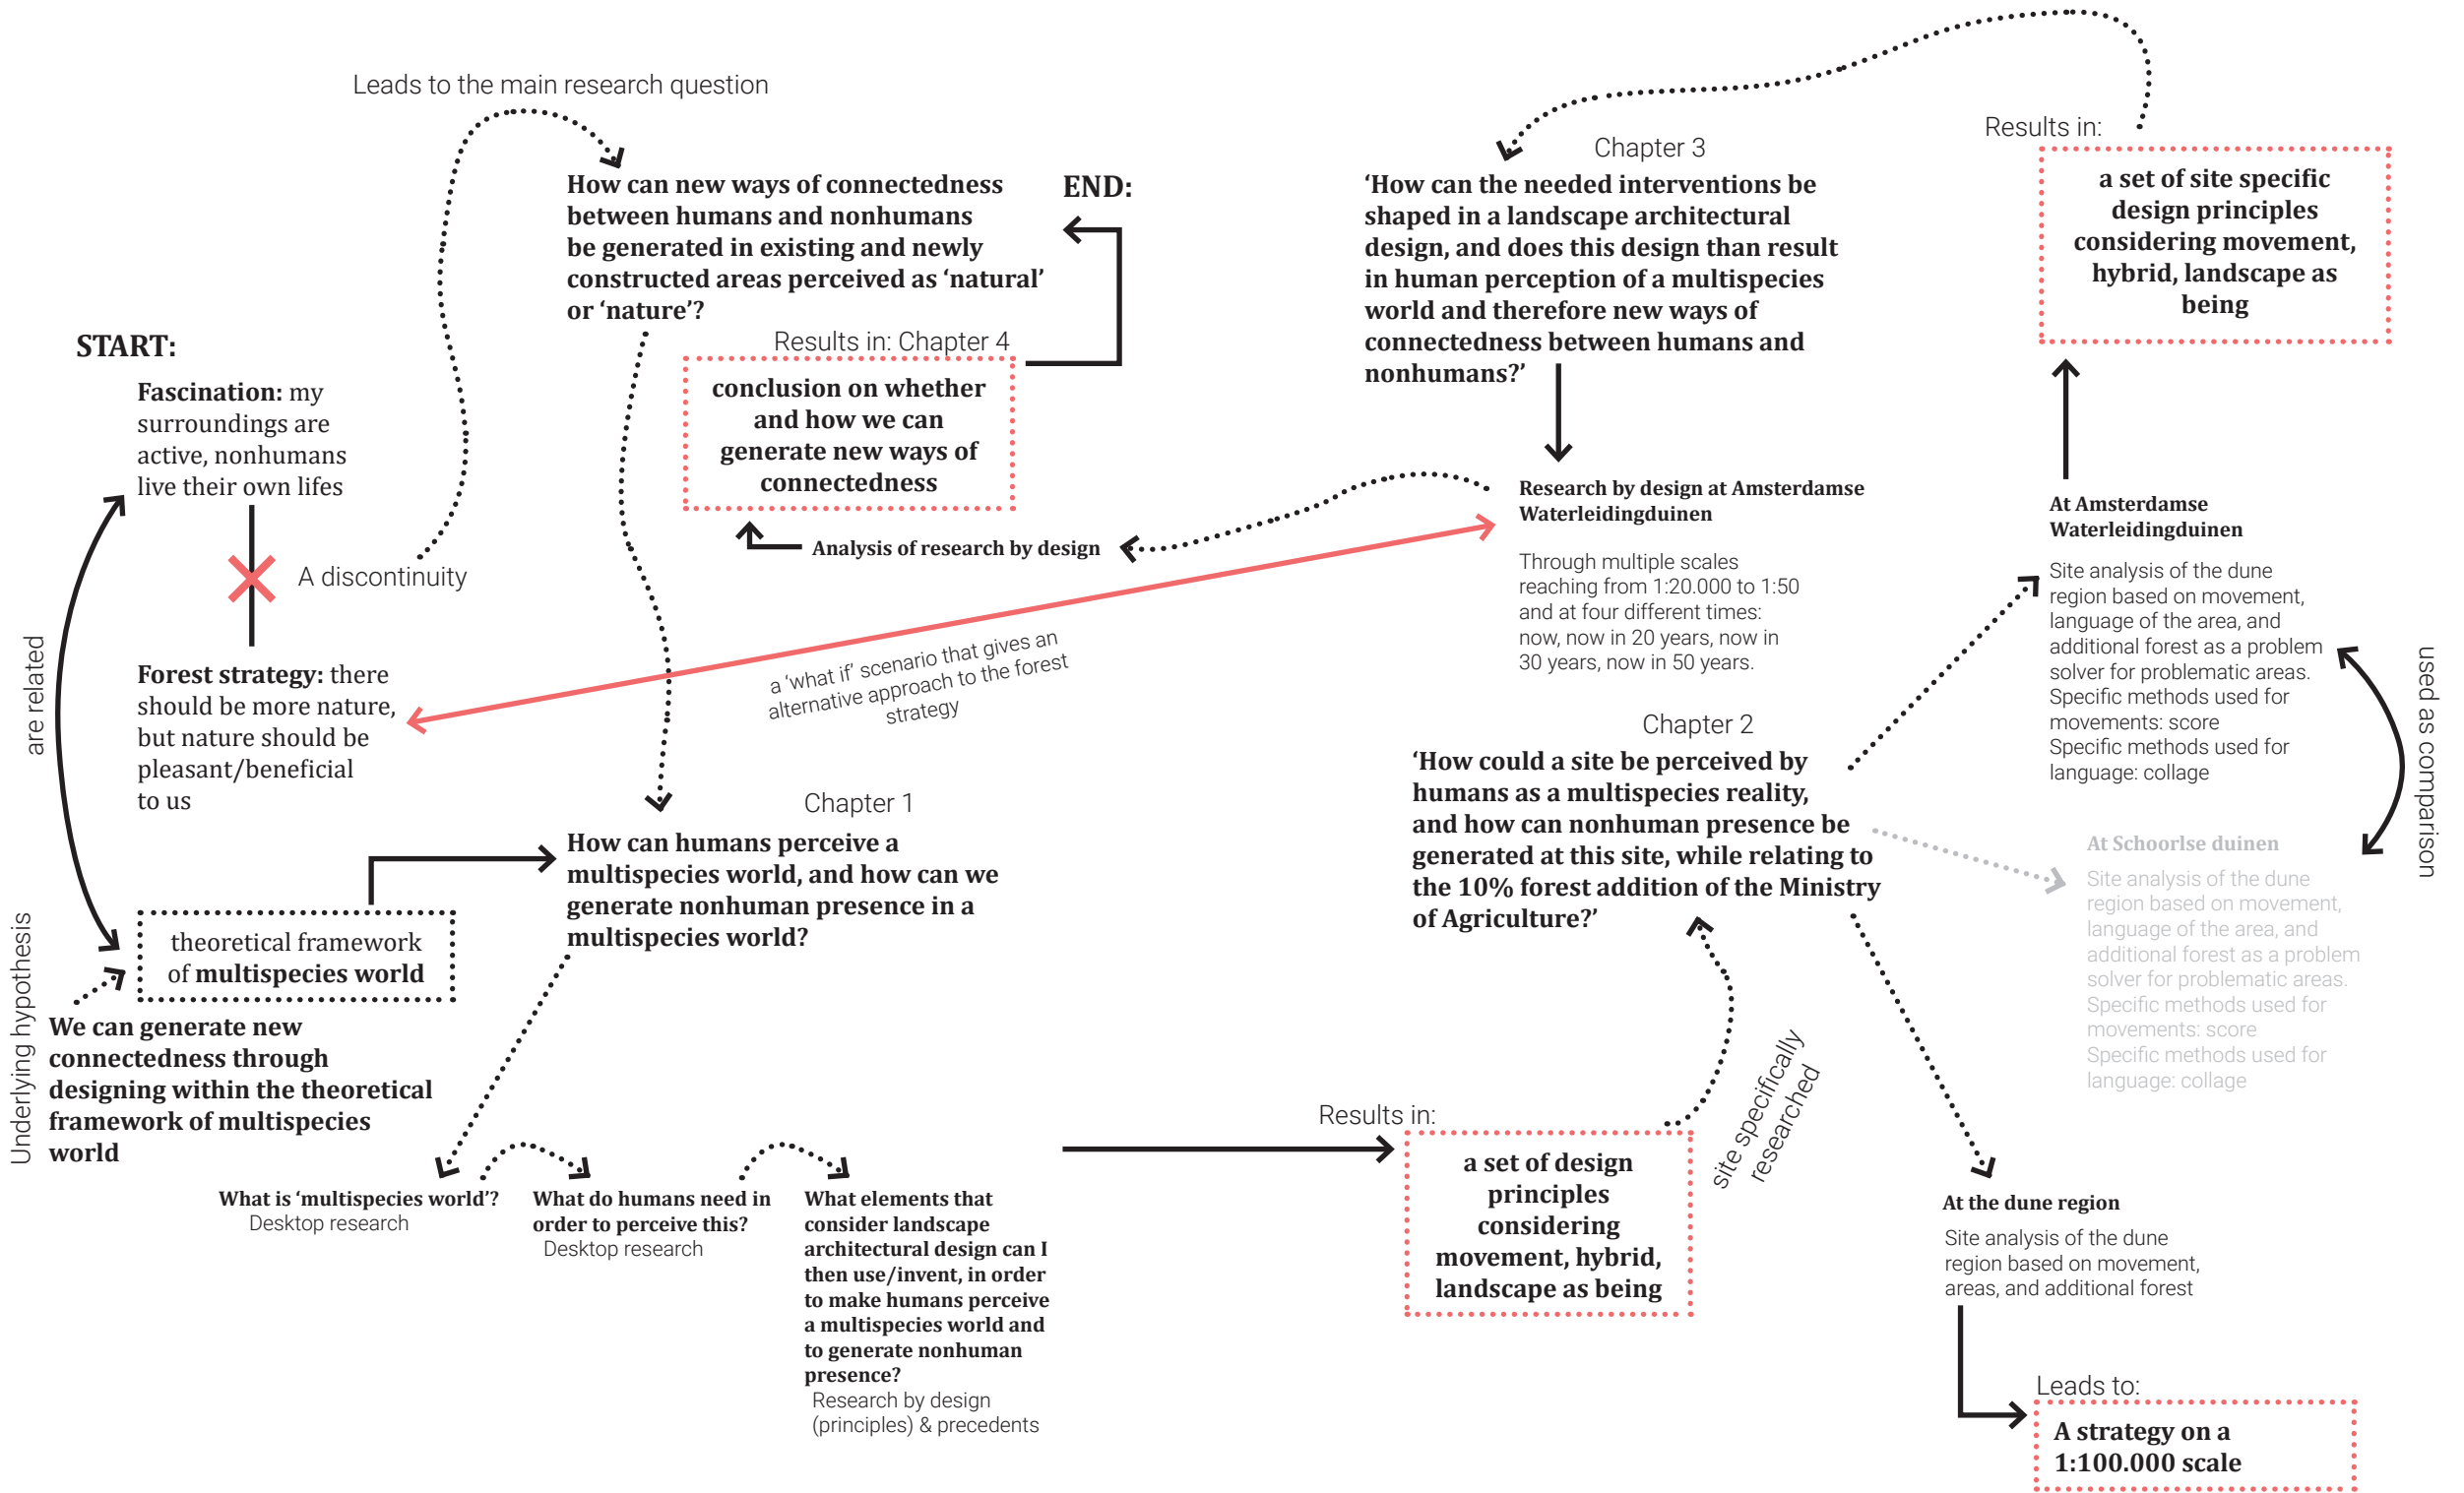 Leads to the main research question
How can new ways of connectedness
between humans and nonhumans
be generated in existing and newly
constructed areas perceived as ‘natural’
or ‘nature’?
END:
Results in: Chapter 4
conclusion on whether
and how we can
generate new ways of
connectedness
Analysis of research by design
START:
Fascination: my
surroundings are
active, nonhumans
live their own lifes
A discontinuity
Forest strategy: there
should be more nature,
but nature should be
pleasant/beneficial
to us
are related
theoretical framework
of multispecies world
Underlying hypothesis
We can generate new
connectedness through
designing within the theoretical
framework of multispecies
world
a ‘what if’ scenario that gives an
alternative approach to the forest
strategy
Chapter 1
How can humans perceive a
multispecies world, and how can we
generate nonhuman presence in a
multispecies world?
What is ‘multispecies world’?
Desktop research
What do humans need in
order to perceive this?
Desktop research
What elements that
consider landscape
architectural design can I
then use/invent, in order
to make humans perceive
a multispecies world and
to generate nonhuman
presence?
Research by design
(principles) & precedents
Results in:
a set of design
principles
considering
movement, hybrid,
landscape as being
site specifically
researched
Chapter 2
‘How could a site be perceived by
humans as a multispecies reality,
and how can nonhuman presence be
generated at this site, while relating to
the 10% forest addition of the Ministry
of Agriculture?’
Chapter 3
‘How can the needed interventions be
shaped in a landscape architectural
design, and does this design than result
in human perception of a multispecies
world and therefore new ways of
connectedness between humans and
nonhumans?’
Research by design at Amsterdamse
Waterleidingduinen
Through multiple scales
reaching from 1:20.000 to 1:50
and at four different times:
now, now in 20 years, now in
30 years, now in 50 years.
Results in:
a set of site specific
design principles
considering movement,
hybrid, landscape as
being
At Amsterdamse
Waterleidingduinen
Site analysis of the dune
region based on movement,
language of the area, and
additional forest as a problem
solver for problematic areas.
Specific methods used for
movements: score
Specific methods used for
language: collage
used as comparison
At Schoorlse duinen
Site analysis of the dune
region based on movement,
language of the area, and
additional forest as a problem
solver for problematic areas.
Specific methods used for
movements: score
Specific methods used for
language: collage
At the dune region
Site analysis of the dune
region based on movement,
areas, and additional forest
Leads to:
A strategy on a
1:100.000 scale